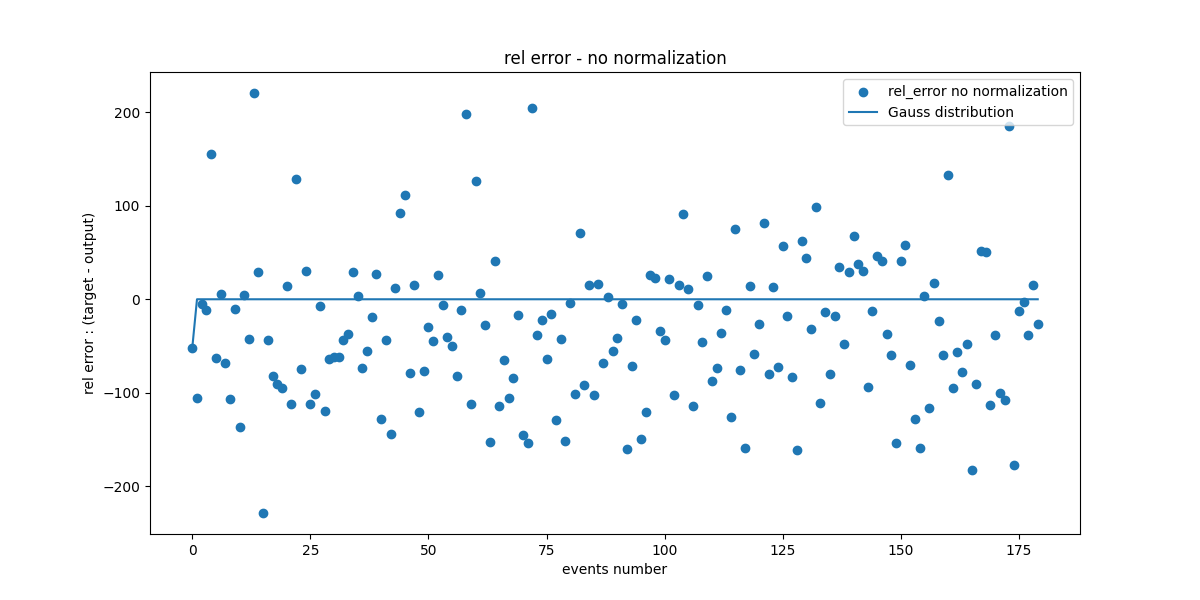 rel error - no normalization
rel_error no normalization
Gauss distribution
rel error : (target - output)
200
100
0
−100
−200
0 25 50 75 100 125 150 175
events number